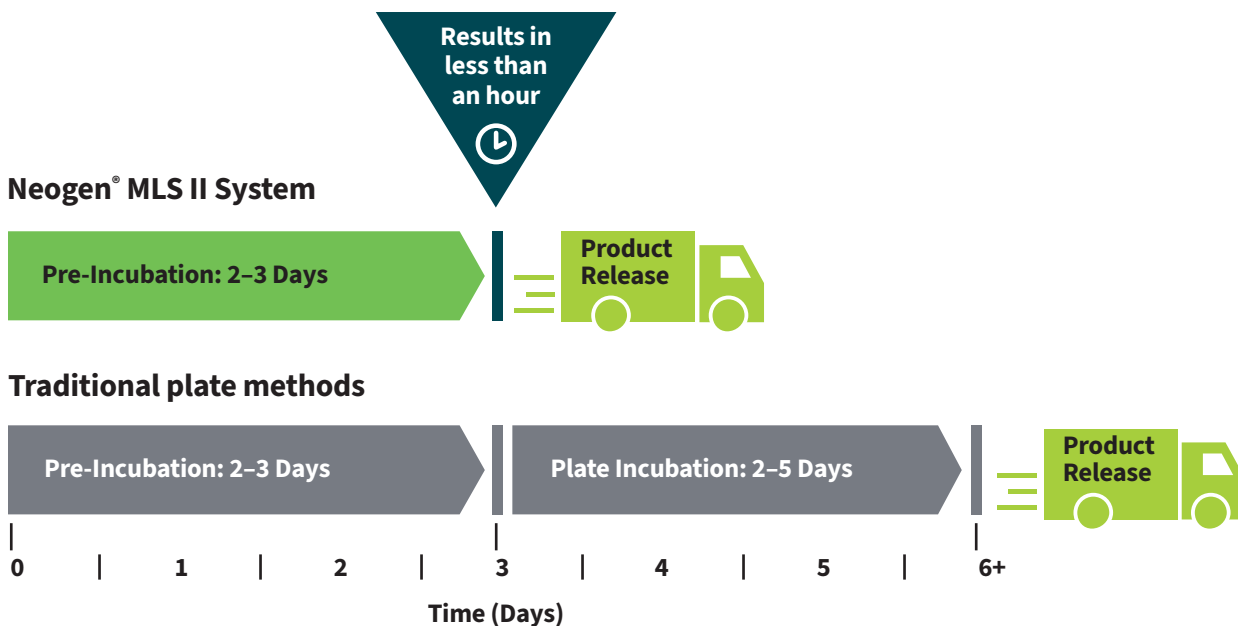 Results in
less than
an hour
Neogen® MLS II System
Pre-Incubation: 2–3 Days
Product
Release
Traditional plate methods
Pre-Incubation: 2–3 Days
Plate Incubation: 2–5 Days
Product
Release
0 1 2 3 4 5 6+
Time (Days)